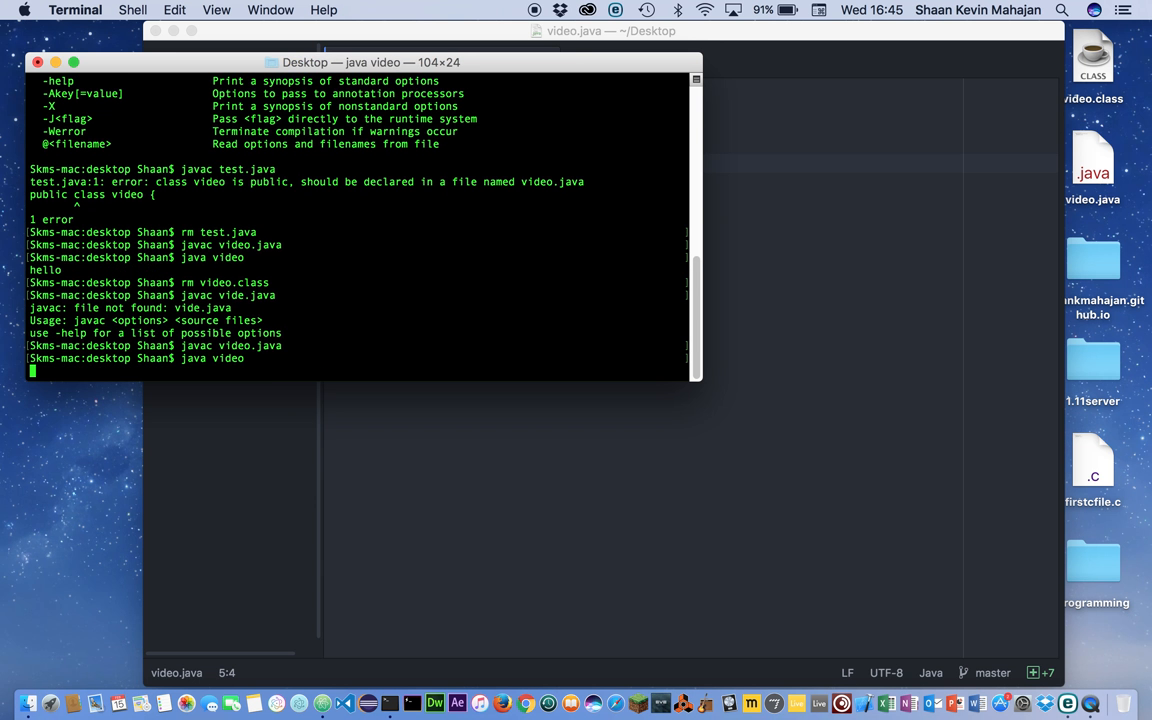 Terminal Shell Edit View Window Help 91% Wed 16:45 Shaan Kevin Mahajan
video.java — ~/Desktop
Desktop — java video — 104×24
-help Print a synopsis of standard options
-Akey[=value] Options to pass to annotation processors
-X Print a synopsis of nonstandard options
-J<flag> Pass <flag> directly to the runtime system
-Werror Terminate compilation if warnings occur
@<filename> Read options and filenames from file
Skms-mac:desktop Shaan$ javac test.java
test.java:1: error: class video is public, should be declared in a file named video.java
public class video {
^
1 error
[Skms-mac:desktop Shaan$ rm test.java ]
[Skms-mac:desktop Shaan$ javac video.java ]
[Skms-mac:desktop Shaan$ java video ]
hello
[Skms-mac:desktop Shaan$ rm video.class ]
[Skms-mac:desktop Shaan$ javac vide.java ]
javac: file not found: vide.java
Usage: javac <options> <source files>
use -help for a list of possible options
[Skms-mac:desktop Shaan$ javac video.java ]
[Skms-mac:desktop Shaan$ java video ]
CLASS
video.class
.java
video.java
ankmahajan.git
hub.io
1.11server
.C
firstcfile.c
rogramming
video.java 5:4 LF UTF-8 Java master +7
15 Dw Ae Live Live